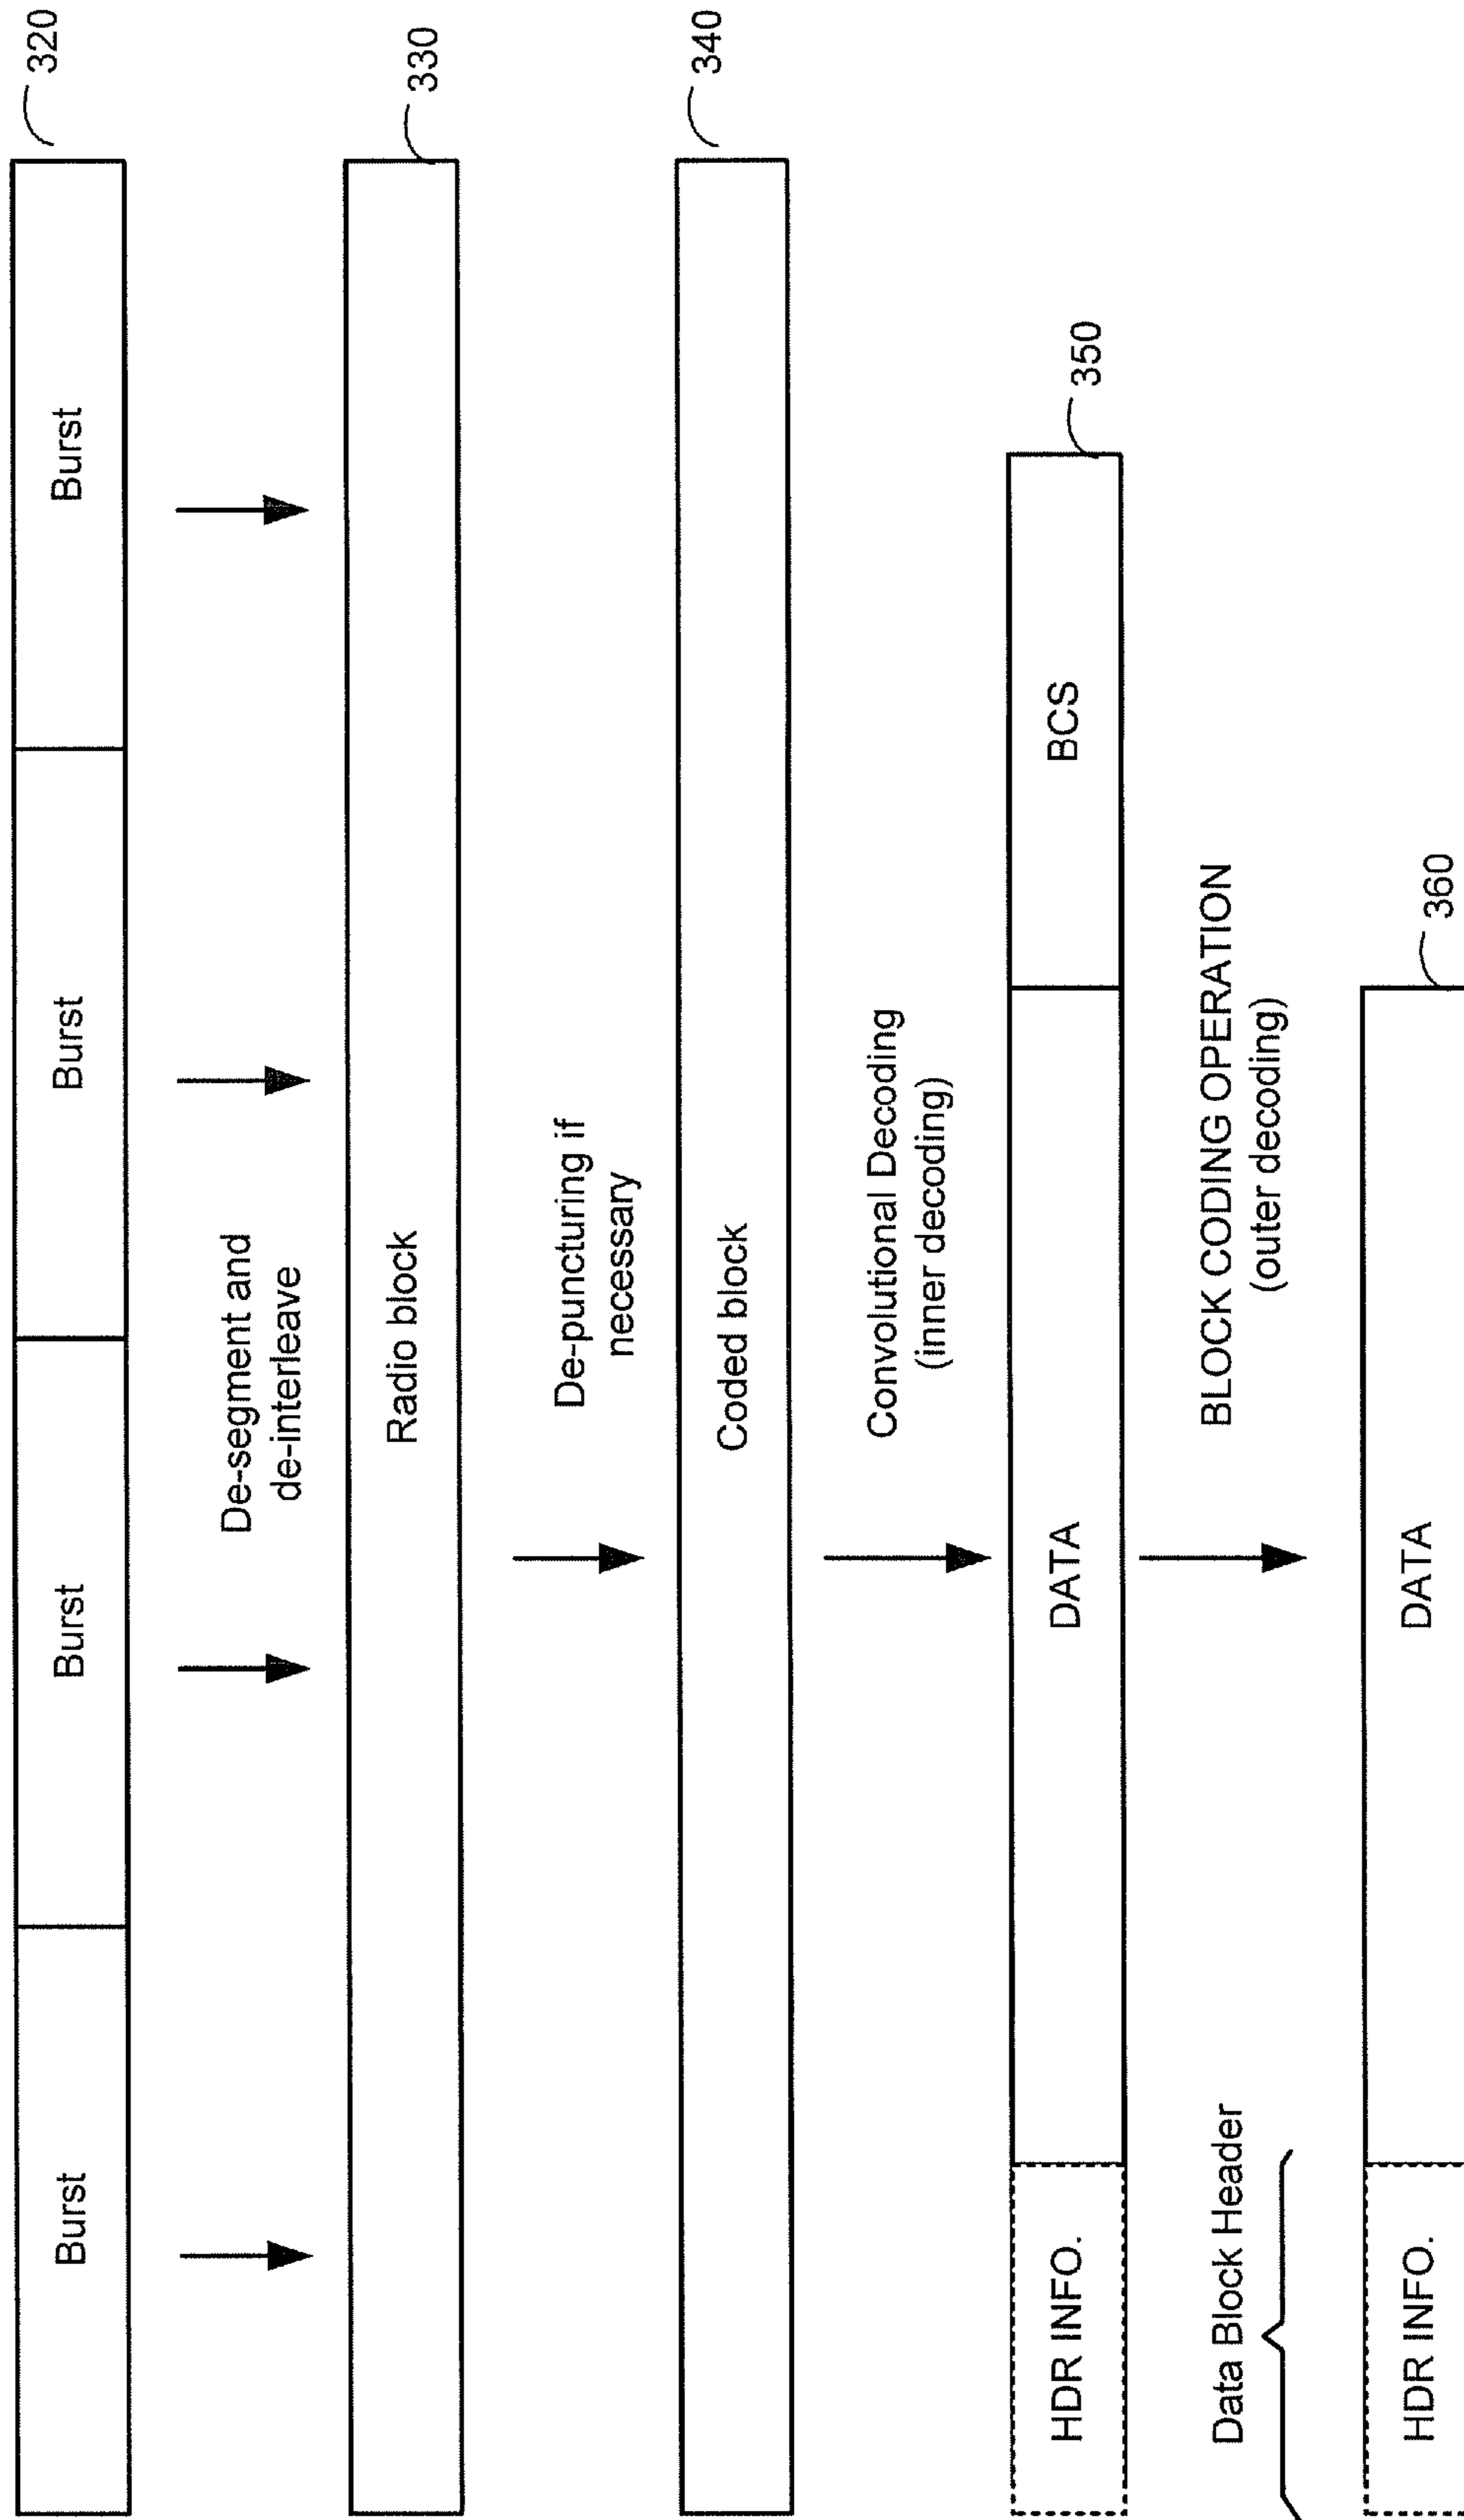 320
Burst
Burst
Burst
Burst
De-segment and
de-interleave
330
Radio block
De-puncturing if
necessary
340
Coded block
Convolutional Decoding
(inner decoding)
350
HDR INFO.
DATA
BCS
Data Block Header
BLOCK CODING OPERATION
(outer decoding)
360
HDR INFO.
DATA